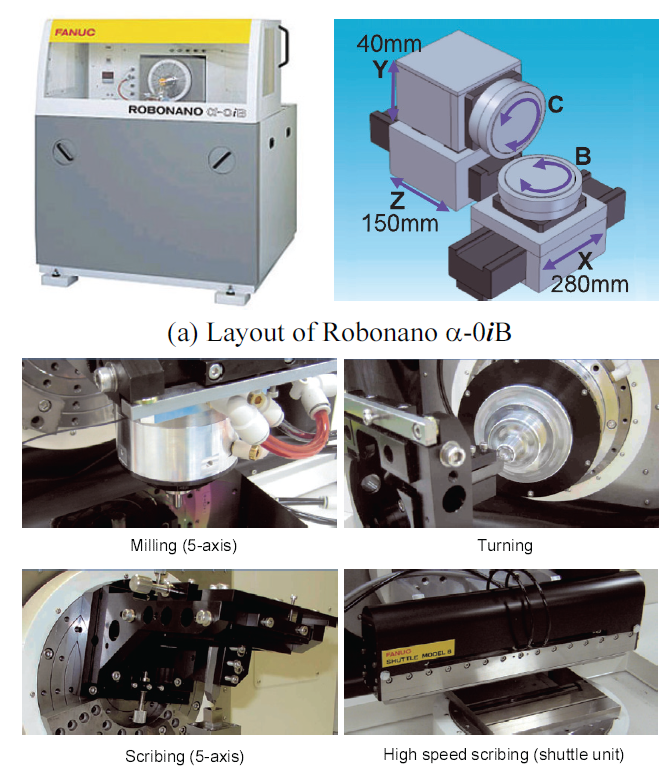 FANUC
ROBONANO α-0iB
40mm
Y
C
B
Z
150mm
X
280mm
(a) Layout of Robonano α-0iB
Milling (5-axis)
Turning
FANUC
SHUTTLE MODEL B
Scribing (5-axis)
High speed scribing (shuttle unit)